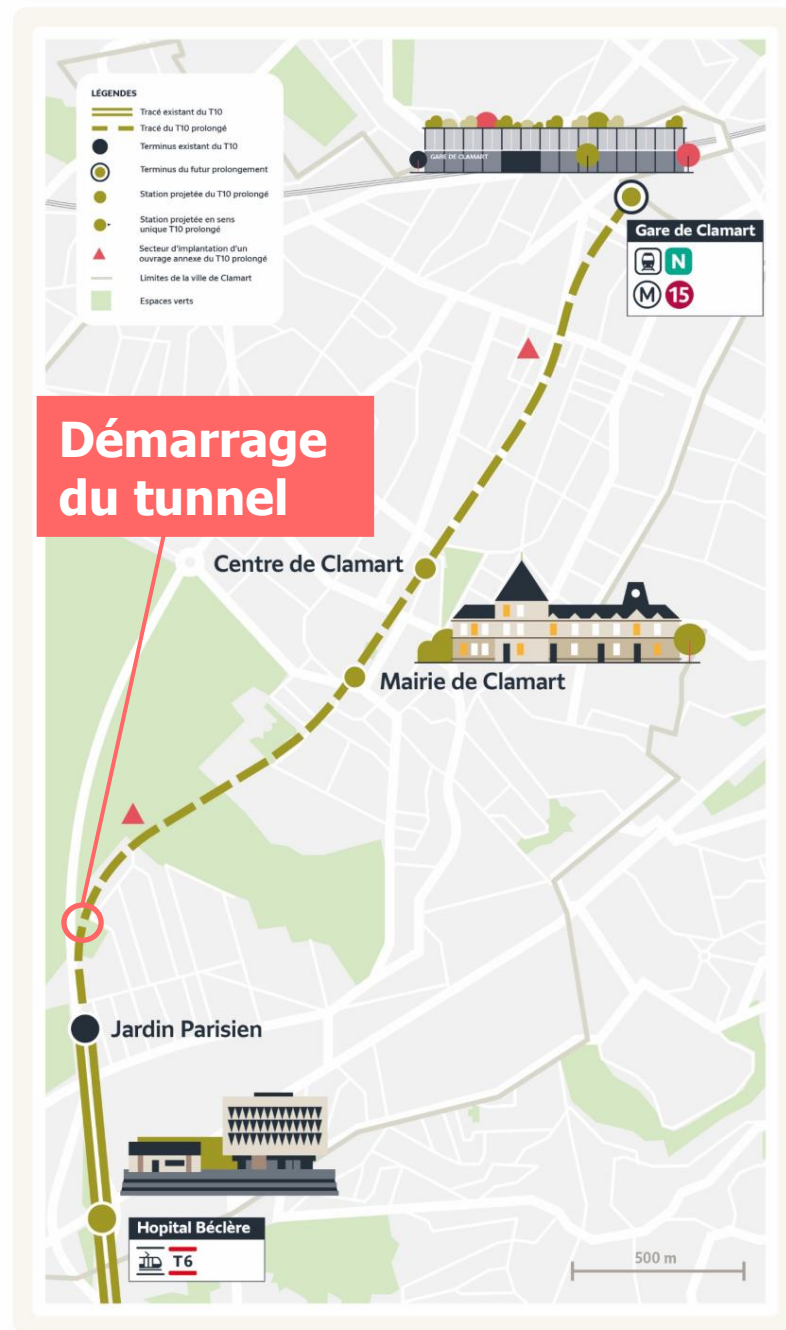 LÉGENDES
Tracé existant du T10
Tracé du T10 prolongé
Terminus existant du T10
Terminus du futur prolongement
Station projetée du T10 prolongé
Station projetée en sens
unique T10 prolongé
Secteur d'implantation d'un
ouvrage annexe du T10 prolongé
Limites de la ville de Clamart
Espaces verts
GARE DE CLAMART
Gare de Clamart
N
M 15
Démarrage
du tunnel
Centre de Clamart
Mairie de Clamart
Jardin Parisien
Hopital Béclère
T6
500 m